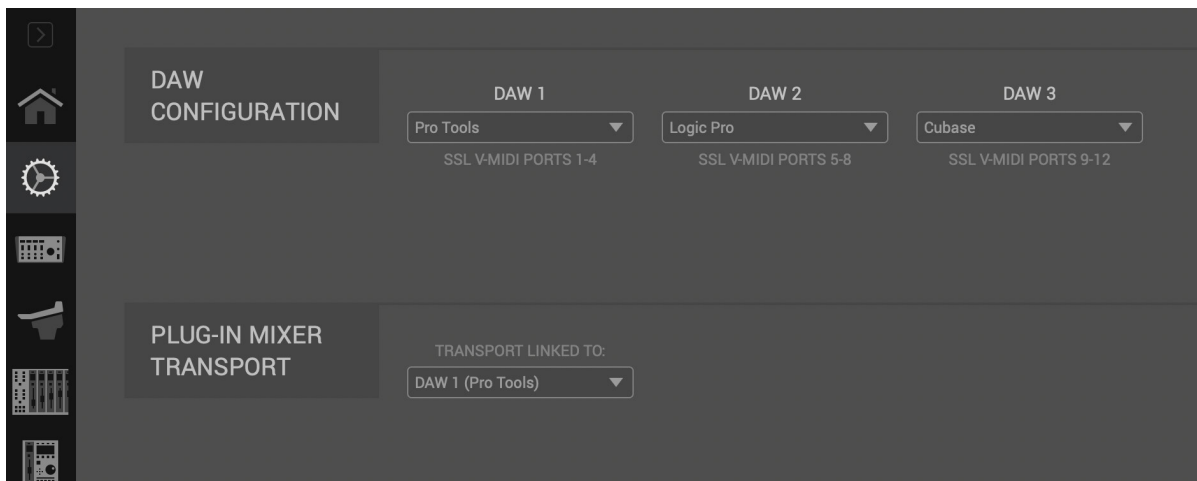 DAW
CONFIGURATION
DAW 1
DAW 2
DAW 3
Pro Tools
Logic Pro
Cubase
SSL V-MIDI PORTS 1-4
SSL V-MIDI PORTS 5-8
SSL V-MIDI PORTS 9-12
PLUG-IN MIXER
TRANSPORT
TRANSPORT LINKED TO:
DAW 1 (Pro Tools)